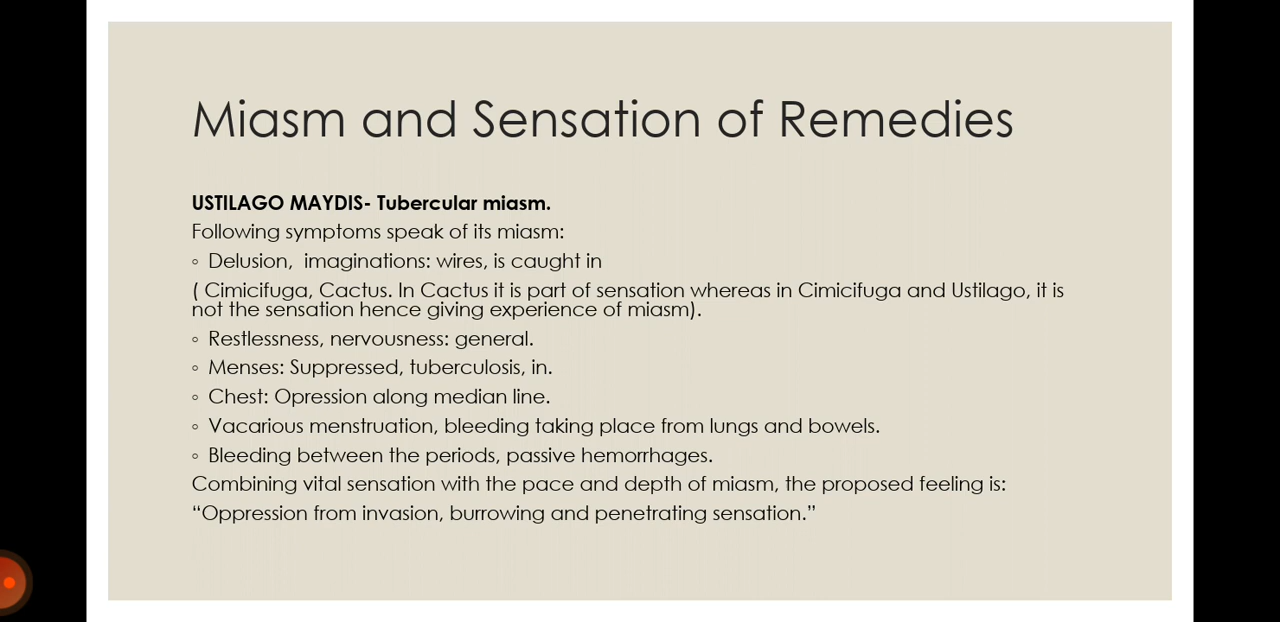 Miasm and Sensation of Remedies
USTILAGO MAYDIS- Tubercular miasm.
Following symptoms speak of its miasm:
◦ Delusion,  imaginations: wires, is caught in
( Cimicifuga, Cactus. In Cactus it is part of sensation whereas in Cimicifuga and Ustilago, it is
not the sensation hence giving experience of miasm).
◦ Restlessness, nervousness: general.
◦ Menses: Suppressed, tuberculosis, in.
◦ Chest: Opression along median line.
◦ Vacarious menstruation, bleeding taking place from lungs and bowels.
◦ Bleeding between the periods, passive hemorrhages.
Combining vital sensation with the pace and depth of miasm, the proposed feeling is:
“Oppression from invasion, burrowing and penetrating sensation.”